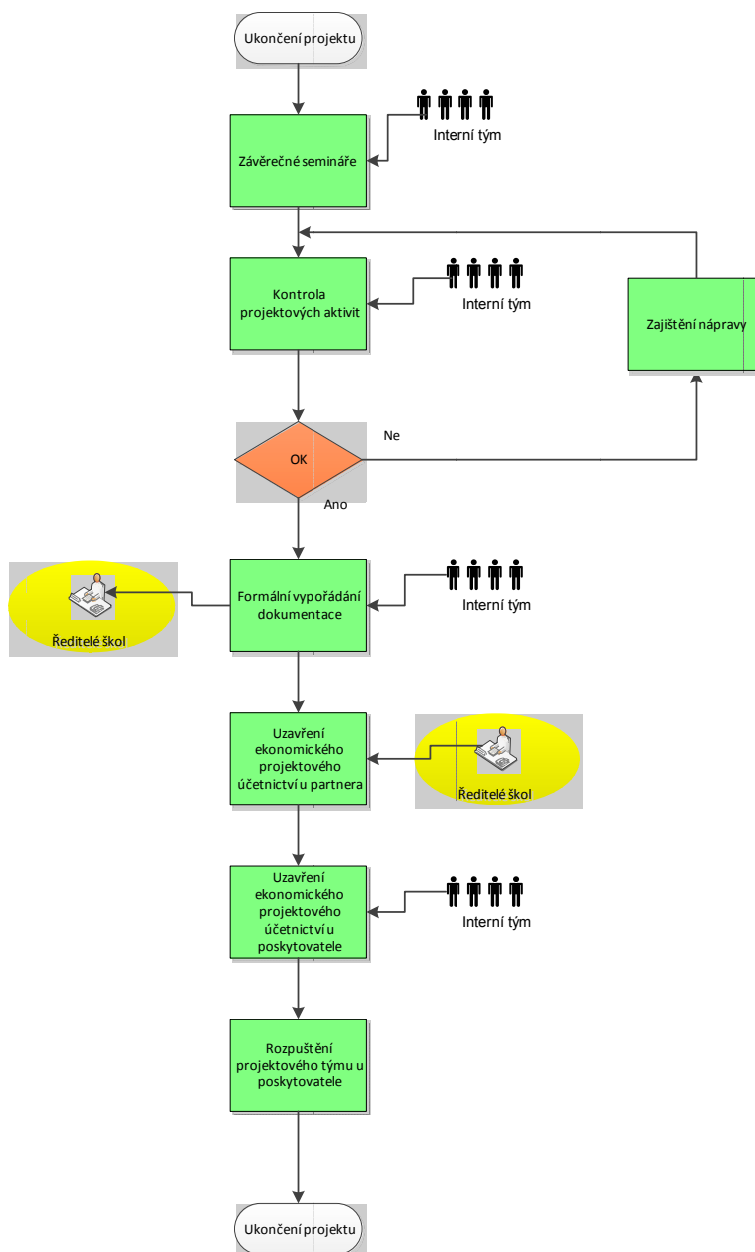 Ukončení projektu
Závěrečné semináře
Interní tým
Kontrola
projektových aktivit
Interní tým
Zajištění nápravy
OK
Ne
Ano
Formální vypořádání
dokumentace
Interní tým
Ředitelé škol
Uzavření
ekonomického
projektového
účetnictví u partnera
Ředitelé škol
Uzavření
ekonomického
projektového
účetnictví u
poskytovatele
Interní tým
Rozpuštění
projektového týmu u
poskytovatele
Ukončení projektu